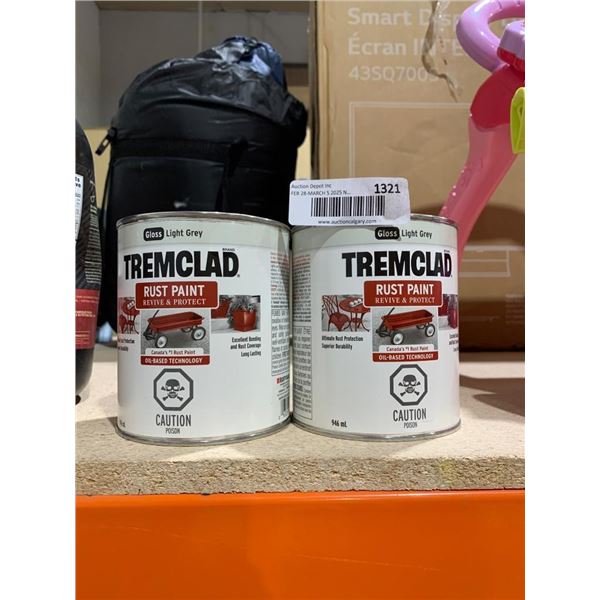 Smart
Écran
43SQ700S
Auction Depot Inc
FEB 28-MARCH 5 2025 N...
1321
www.auctioncalgary.com
Gloss Light Grey
TREMCLAD
BRAND
RUST PAINT
REVIVE & PROTECT
Excellent Bonding
and Rust Coverage
Long Lasting
Canada's #1 Rust Paint
OIL-BASED TECHNOLOGY
CAUTION
POISON
Gloss Light Grey
TREMCLAD
BRAND
RUST PAINT
REVIVE & PROTECT
Ultimate Rust Protection
Superior Durability
Canada's #1 Rust Paint
OIL-BASED TECHNOLOGY
CAUTION
POISON
946 mL